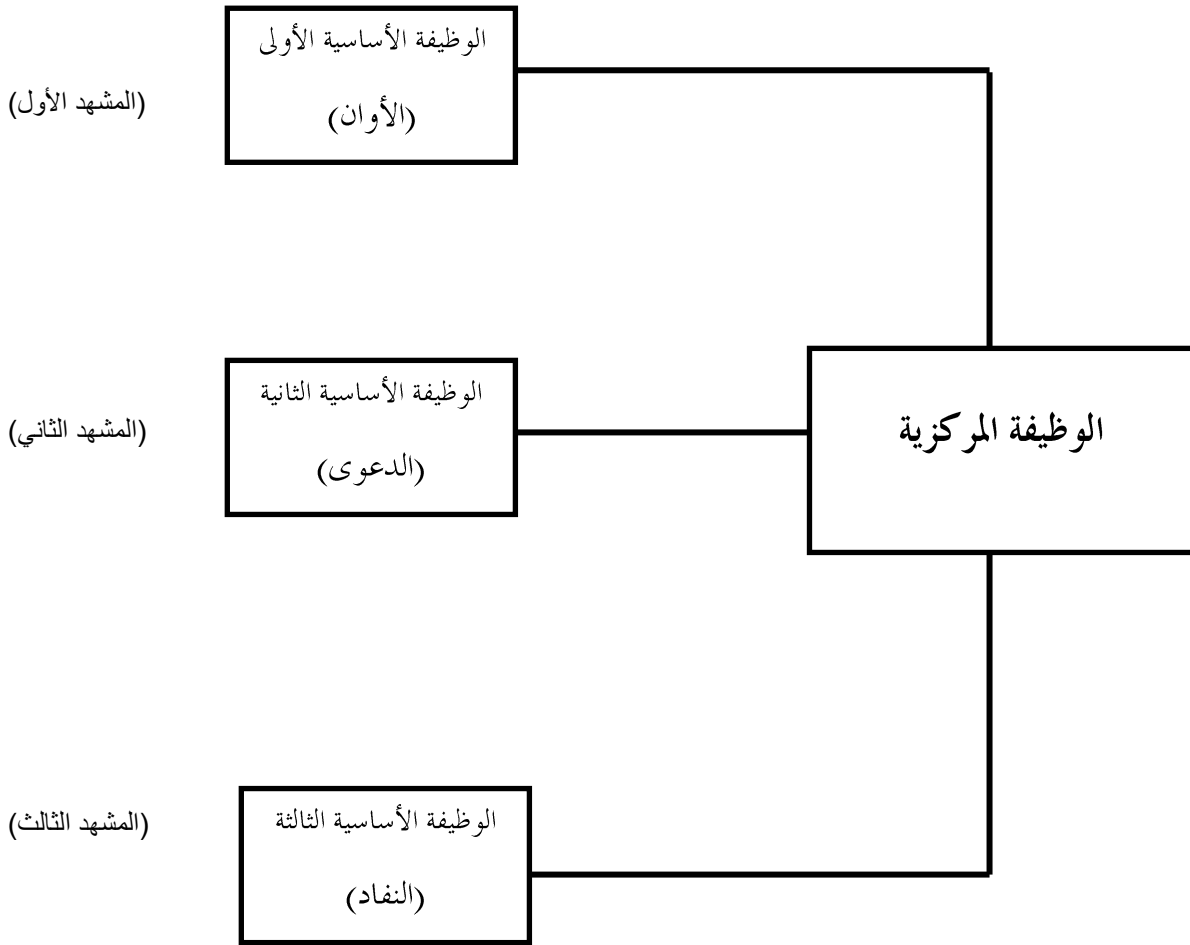 الوظيفة الأساسية الأولى
(الأوان)
(المشهد الأول)
الوظيفة المركزية
الوظيفة الأساسية الثانية
(الدعوى)
(المشهد الثاني)
الوظيفة الأساسية الثالثة
(النفاد)
(المشهد الثالث)